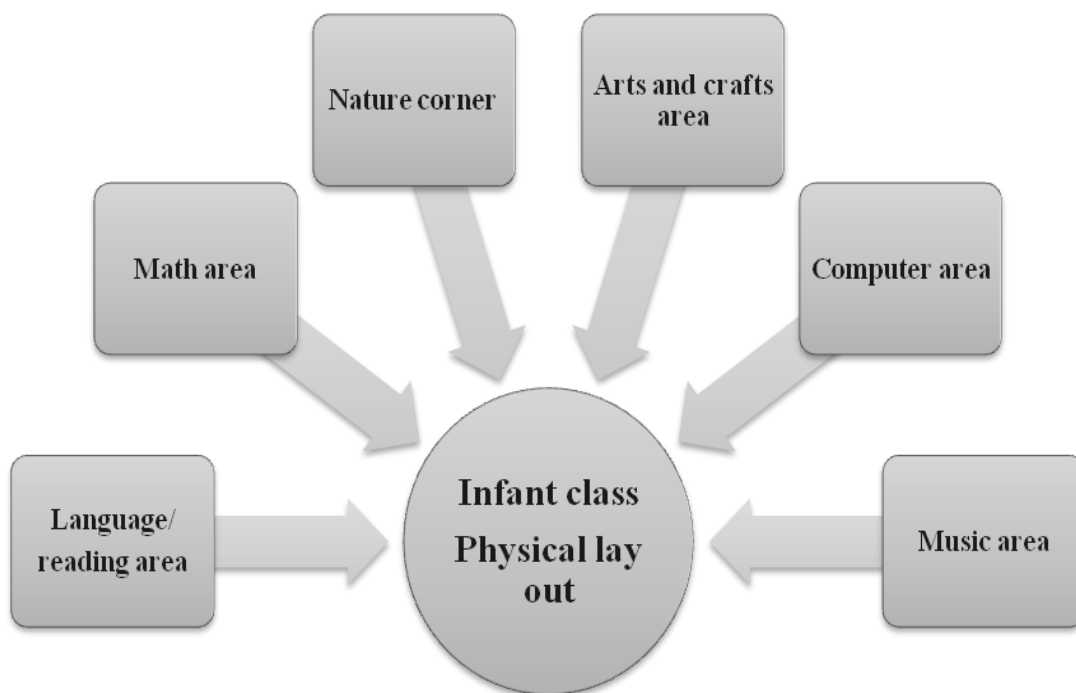 Nature corner
Arts and crafts
area
Math area
Computer area
Language/
reading area
Infant class
Physical lay
out
Music area